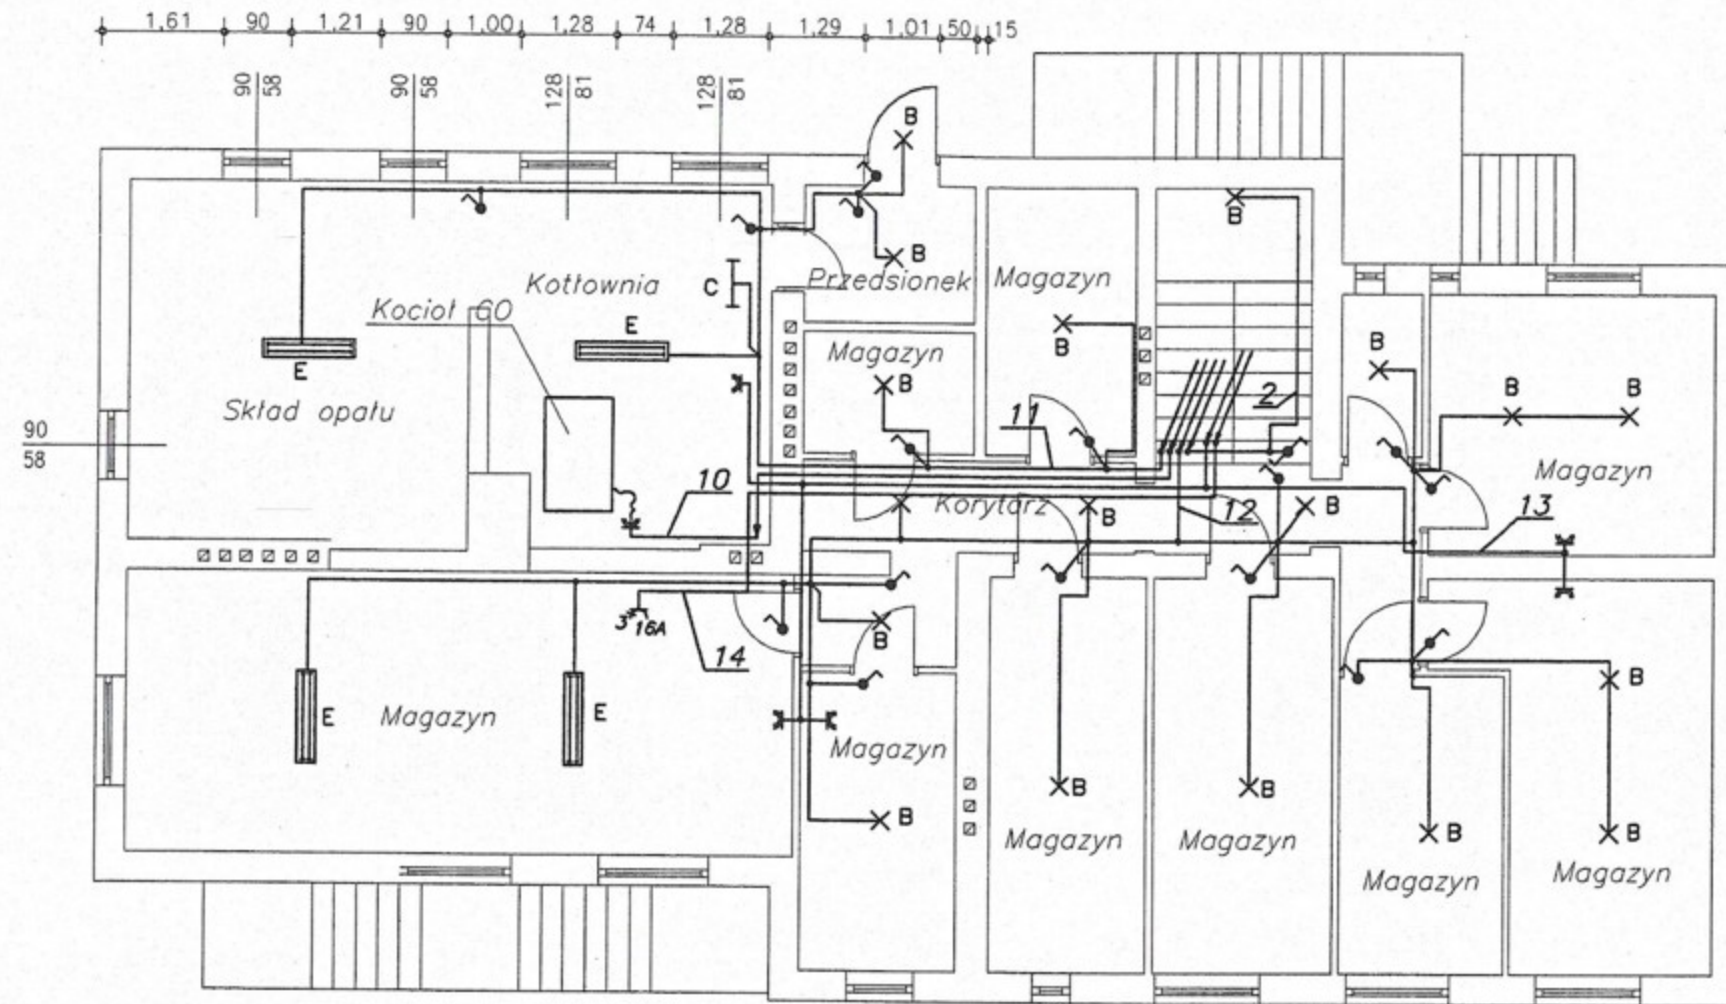 1,61 90 1,21 90 1,00 1,28 74 1,28 1,29 1,01 50 15
90
58
90
58
128
81
128
81
B
B
B
Kotłownia
C
Przedsionek
Magazyn
Kocioł CO
E
E
B
Magazyn
B
B
B
B
2
Skład opału
11
90
58
Magazyn
10
Korytarz
B
12
B
13
3 16A
B
14
E
Magazyn
E
B
Magazyn
B
B
B
B
B
Magazyn
Magazyn
Magazyn
Magazyn